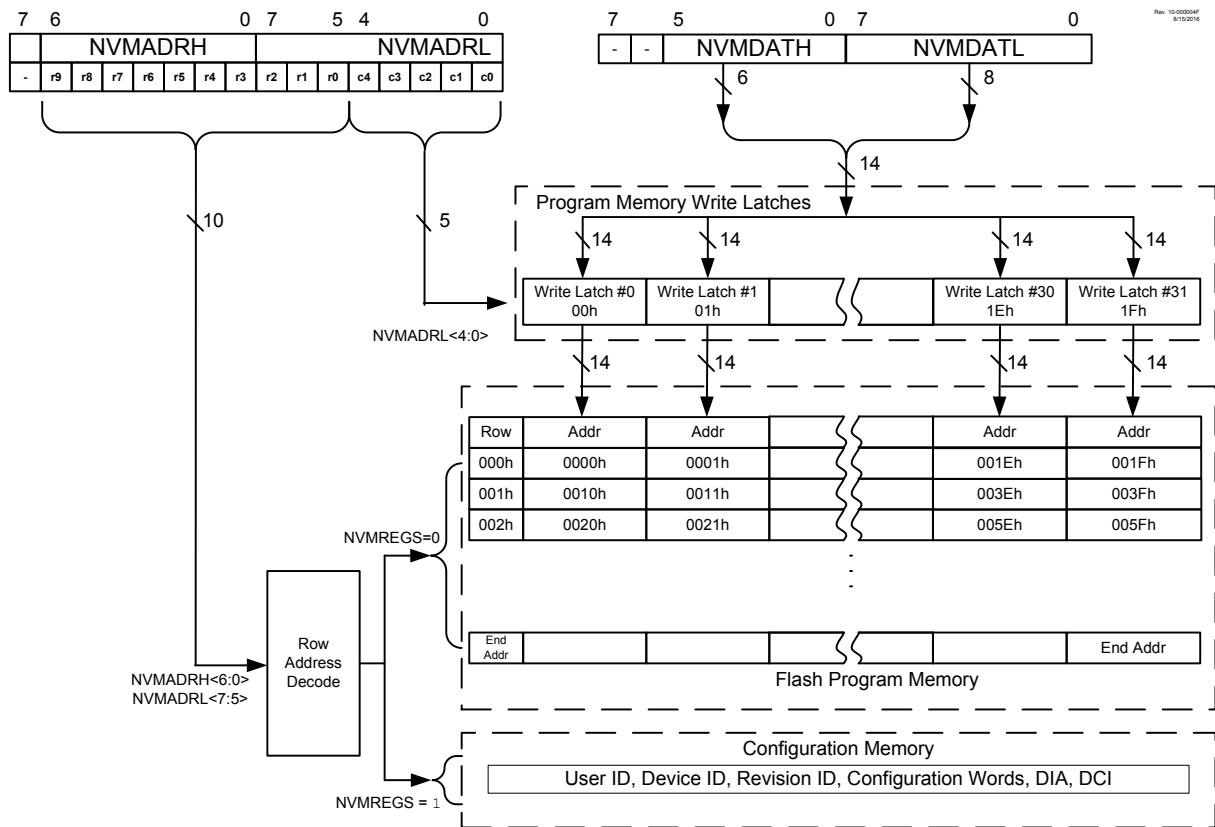 7 6 0 7 5 4 0
7 5 0 7 0
Rev. 10-000004F
8/15/2016
NVMADRH NVMADRL
- - NVMDATH NVMDATL
- r9 r8 r7 r6 r5 r4 r3 r2 r1 r0 c4 c3 c2 c1 c0
6 8
14
10 5
Program Memory Write Latches
14 14 14 14
Write Latch #0 Write Latch #1 Write Latch #30 Write Latch #31
00h 01h 1Eh 1Fh
NVMADRL<4:0>
14 14 14 14
Row Addr Addr Addr Addr
000h 0000h 0001h 001Eh 001Fh
001h 0010h 0011h 003Eh 003Fh
002h 0020h 0021h 005Eh 005Fh
NVMREGS=0
End
Addr
End Addr
Flash Program Memory
Row
Address
Decode
NVMADRH<6:0>
NVMADRL<7:5>
Configuration Memory
User ID, Device ID, Revision ID, Configuration Words, DIA, DCI
NVMREGS = 1